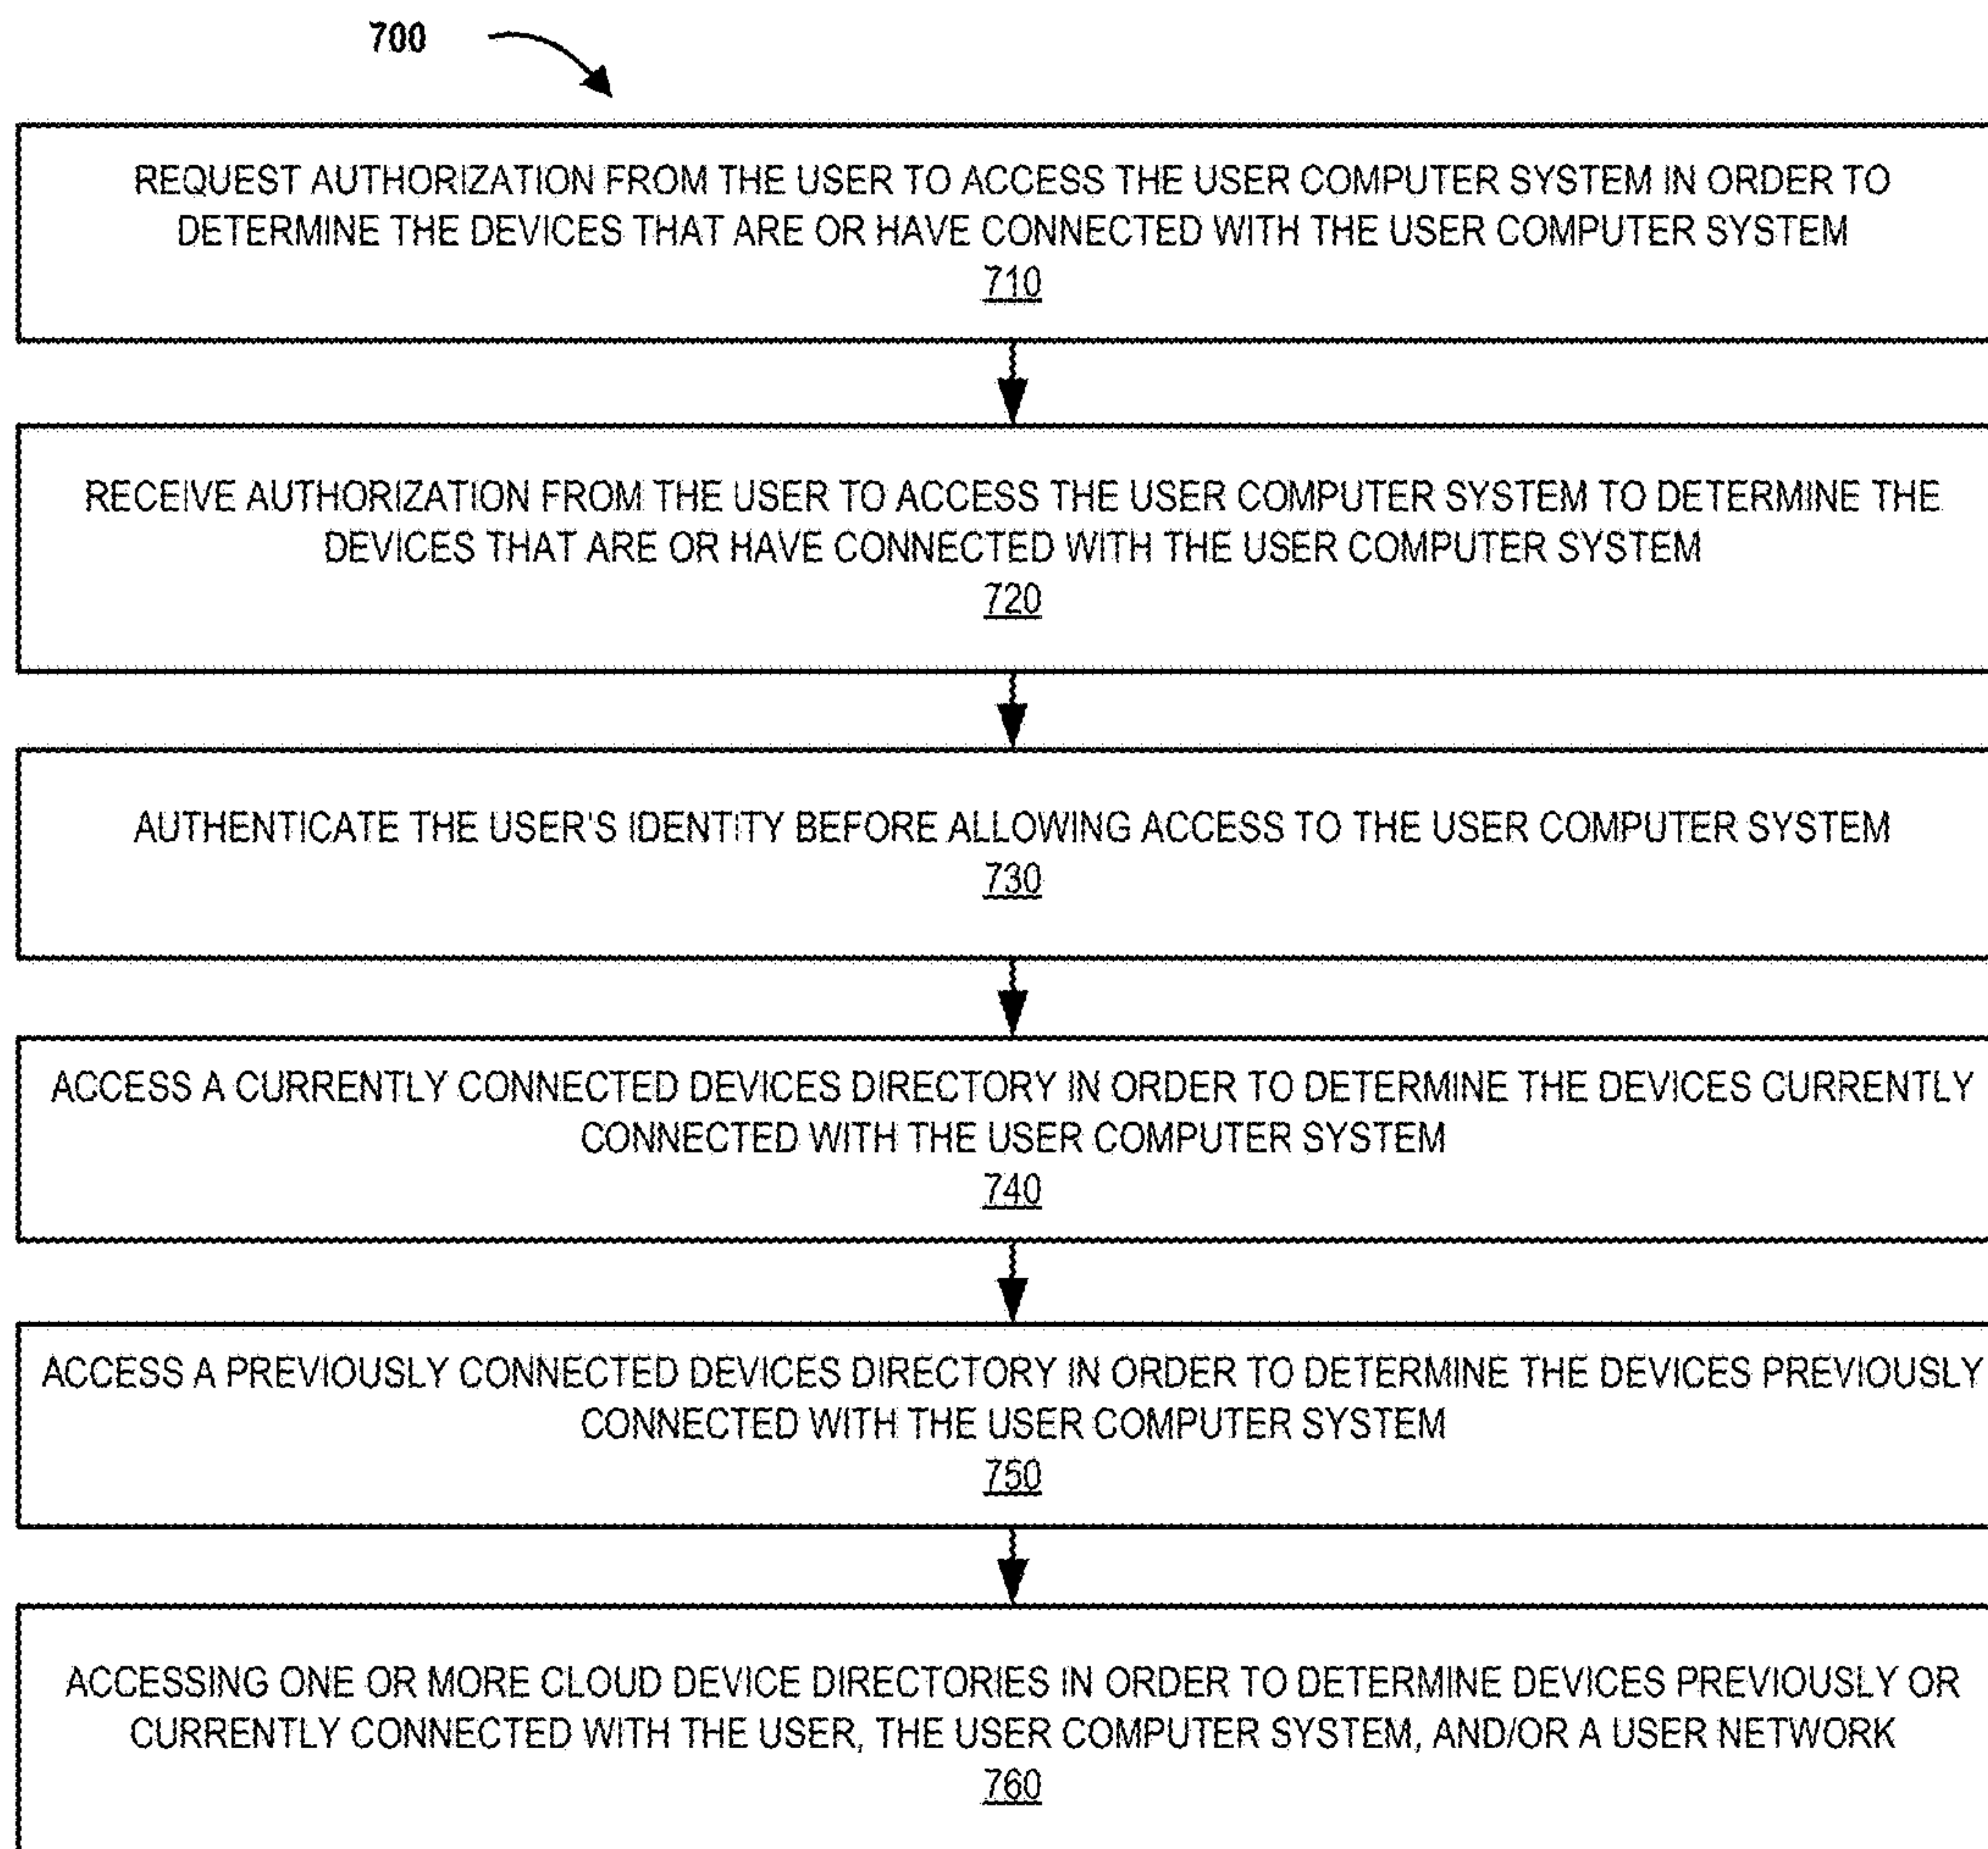 700
REQUEST AUTHORIZATION FROM THE USER TO ACCESS THE USER COMPUTER SYSTEM IN ORDER TO
DETERMINE THE DEVICES THAT ARE OR HAVE CONNECTED WITH THE USER COMPUTER SYSTEM
710
RECEIVE AUTHORIZATION FROM THE USER TO ACCESS THE USER COMPUTER SYSTEM TO DETERMINE THE
DEVICES THAT ARE OR HAVE CONNECTED WITH THE USER COMPUTER SYSTEM
720
AUTHENTICATE THE USER'S IDENTITY BEFORE ALLOWING ACCESS TO THE USER COMPUTER SYSTEM
730
ACCESS A CURRENTLY CONNECTED DEVICES DIRECTORY IN ORDER TO DETERMINE THE DEVICES CURRENTLY
CONNECTED WITH THE USER COMPUTER SYSTEM
740
ACCESS A PREVIOUSLY CONNECTED DEVICES DIRECTORY IN ORDER TO DETERMINE THE DEVICES PREVIOUSLY
CONNECTED WITH THE USER COMPUTER SYSTEM
750
ACCESSING ONE OR MORE CLOUD DEVICE DIRECTORIES IN ORDER TO DETERMINE DEVICES PREVIOUSLY OR
CURRENTLY CONNECTED WITH THE USER, THE USER COMPUTER SYSTEM, AND/OR A USER NETWORK
760